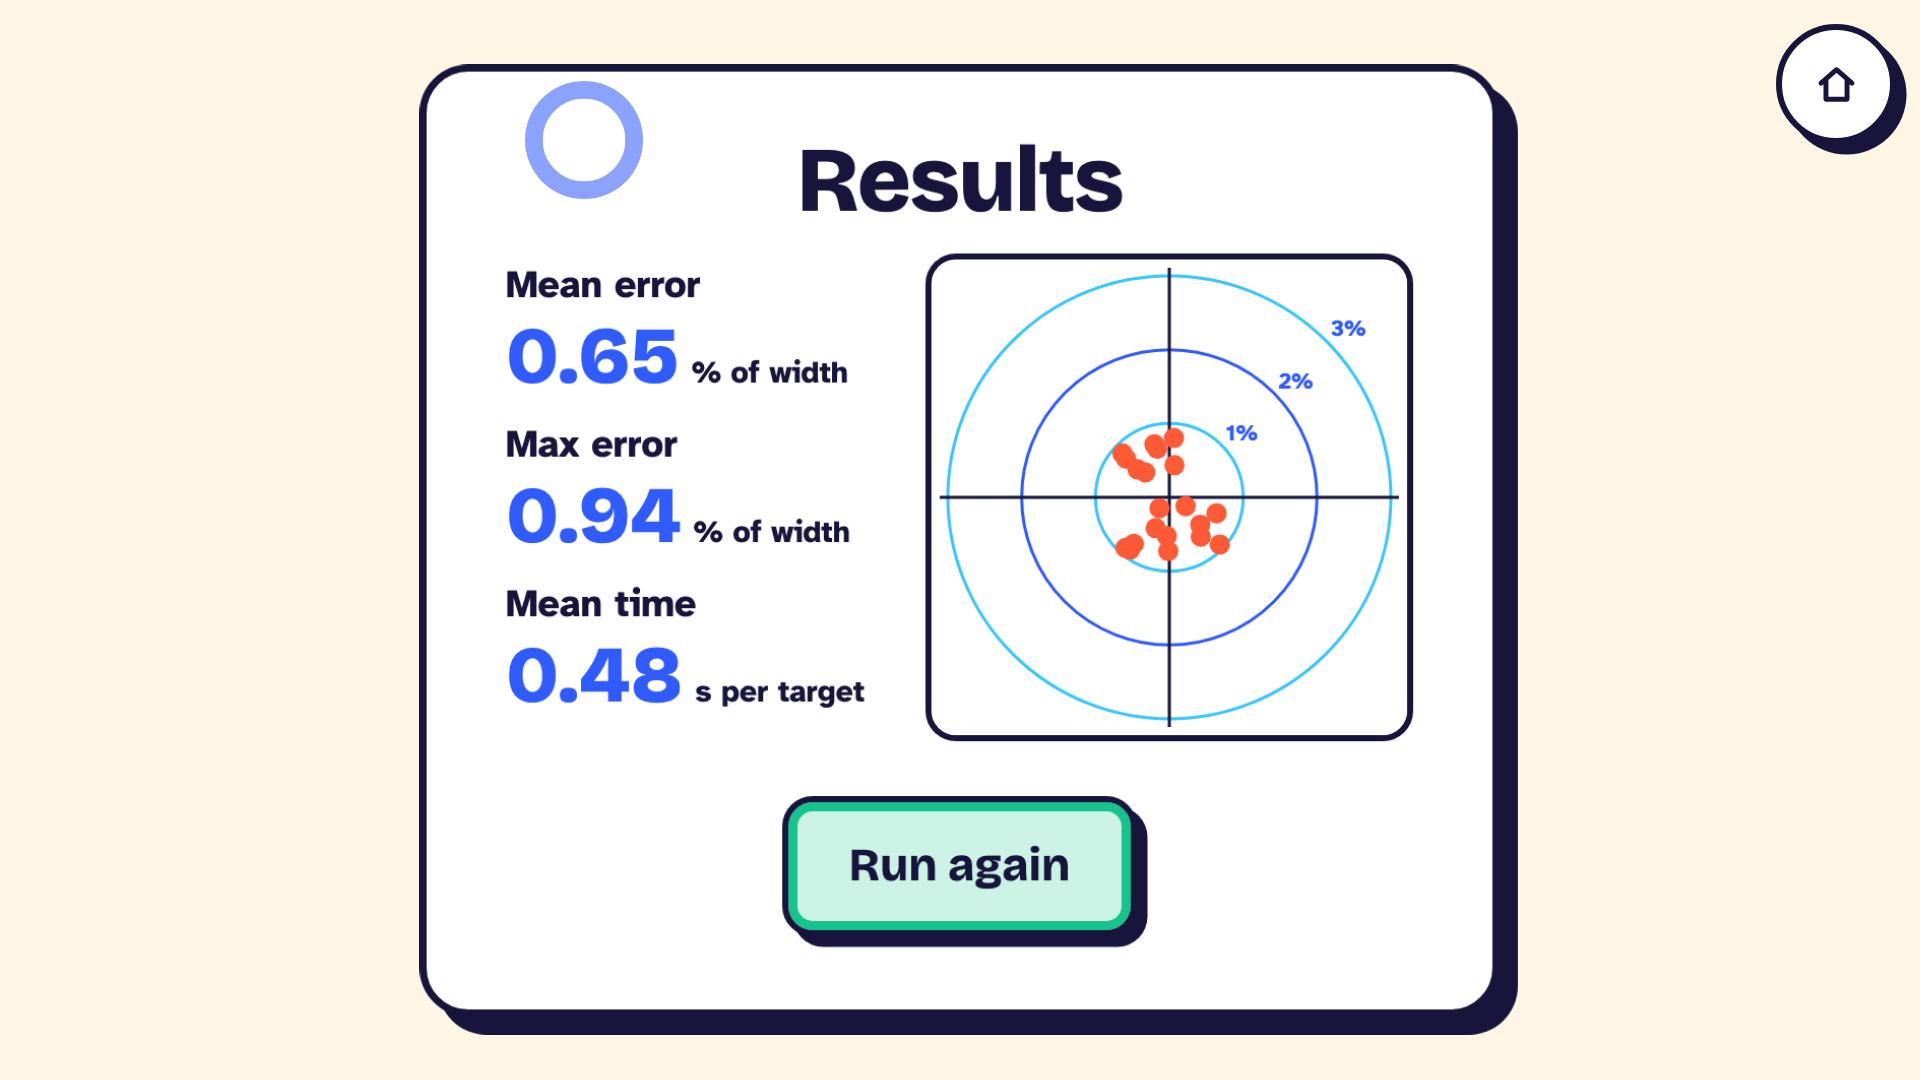 Results
Mean error
0.65 % of width
Max error
0.94 % of width
Mean time
0.48 s per target
3%
2%
1%
Run again